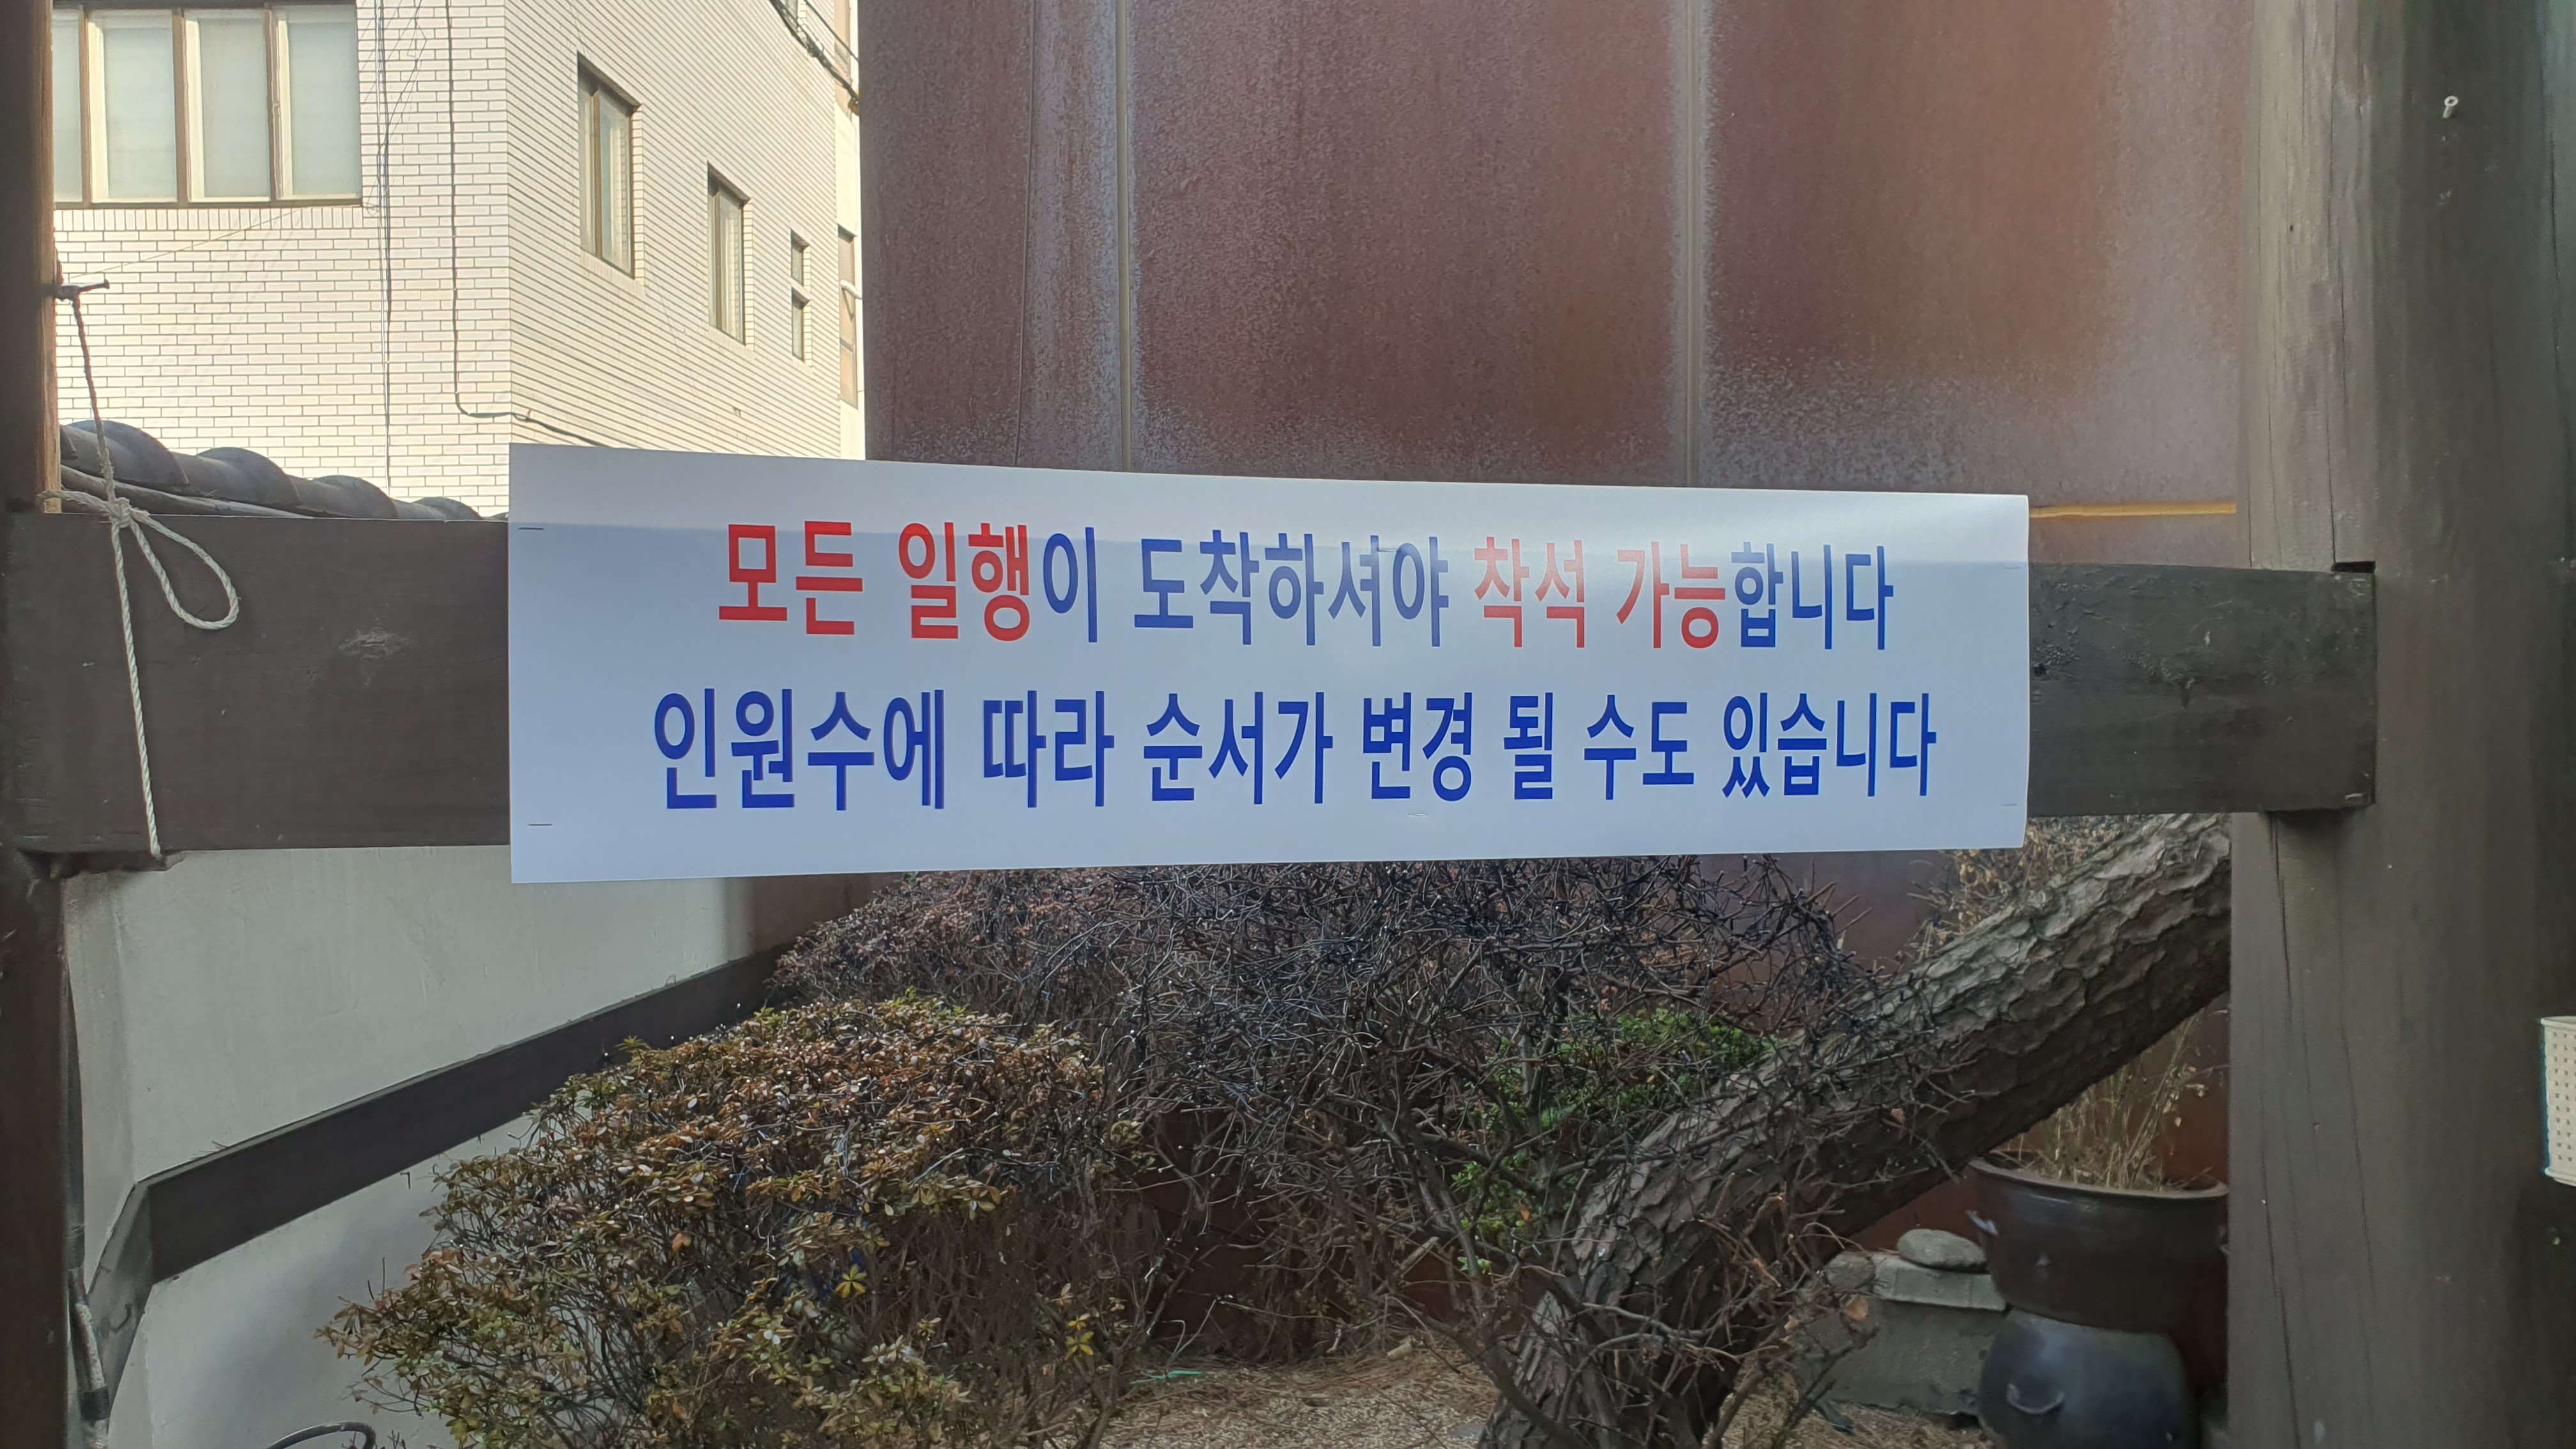 모든 일행이 도착하셔야 착석 가능합니다
인원수에 따라 순서가 변경 될 수도 있습니다